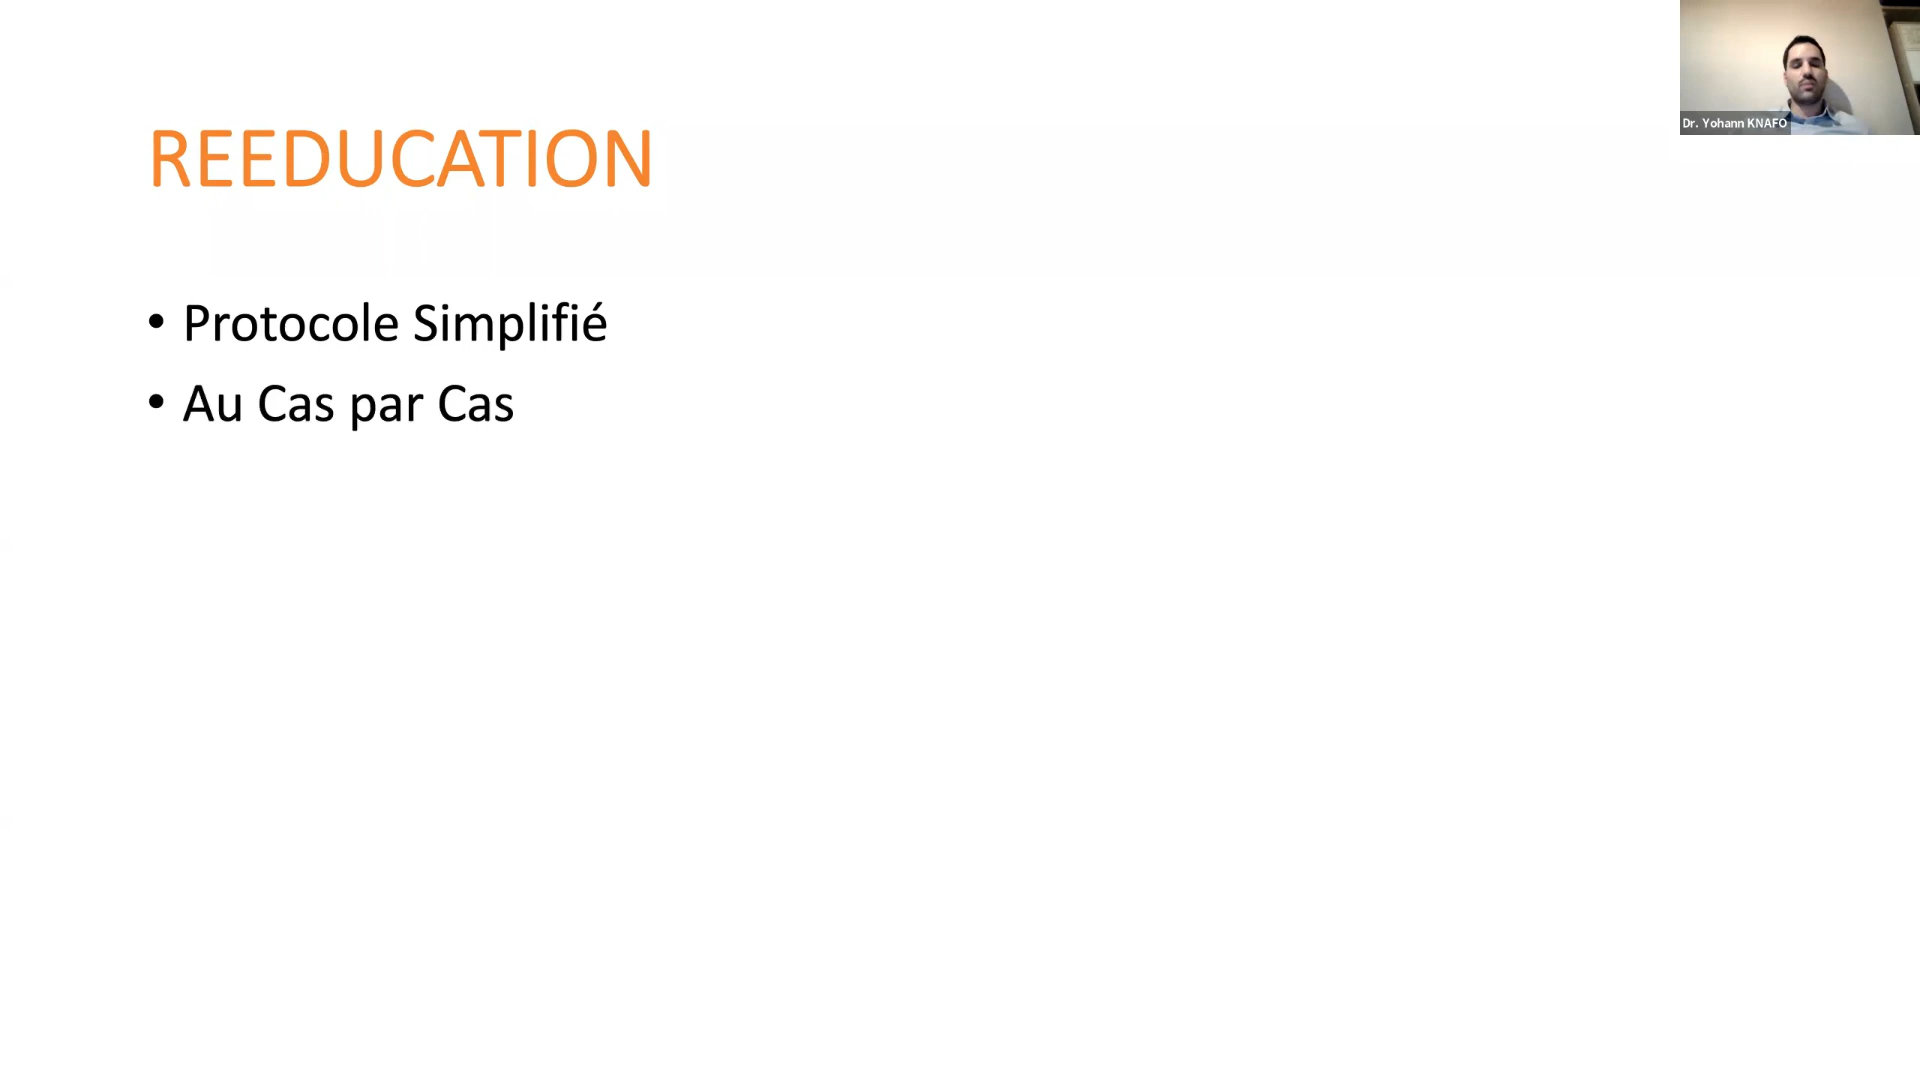 REEDUCATION
• Protocole Simplifié
• Au Cas par Cas
Dr. Yohann KNAFO